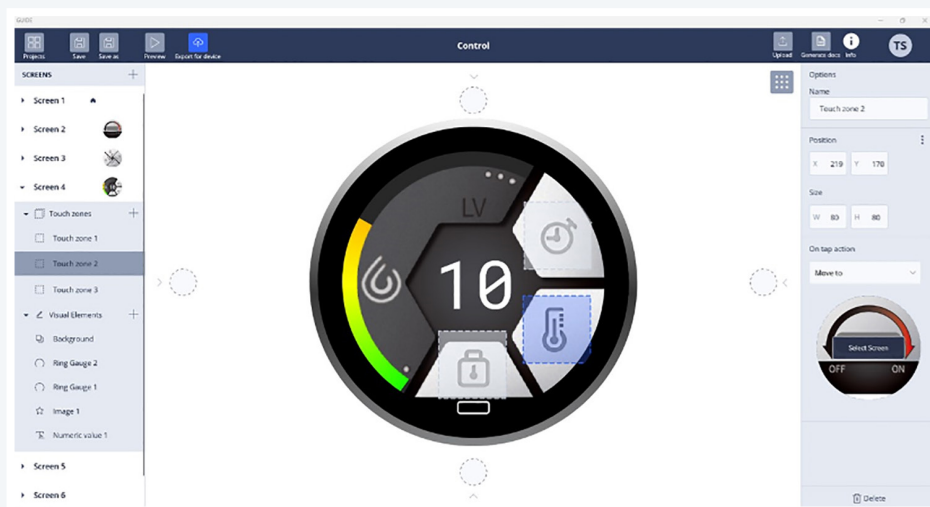 GUIDE
Projects
Save
Save as
Preview
Export for device
Control
Upload
Generate docs
Info
TS
SCREENS
Screen 1
Screen 2
Screen 3
Screen 4
Touch zones
Touch zone 1
Touch zone 2
Touch zone 3
Visual Elements
Background
Ring Gauge 2
Ring Gauge 1
Image 1
Numeric value 1
Screen 5
Screen 6
LV
10
Options
Name
Touch zone 2
Position
X 219 Y 170
Size
W 80 H 80
On tap action
Move to
Select Screen
OFF ON
Delete